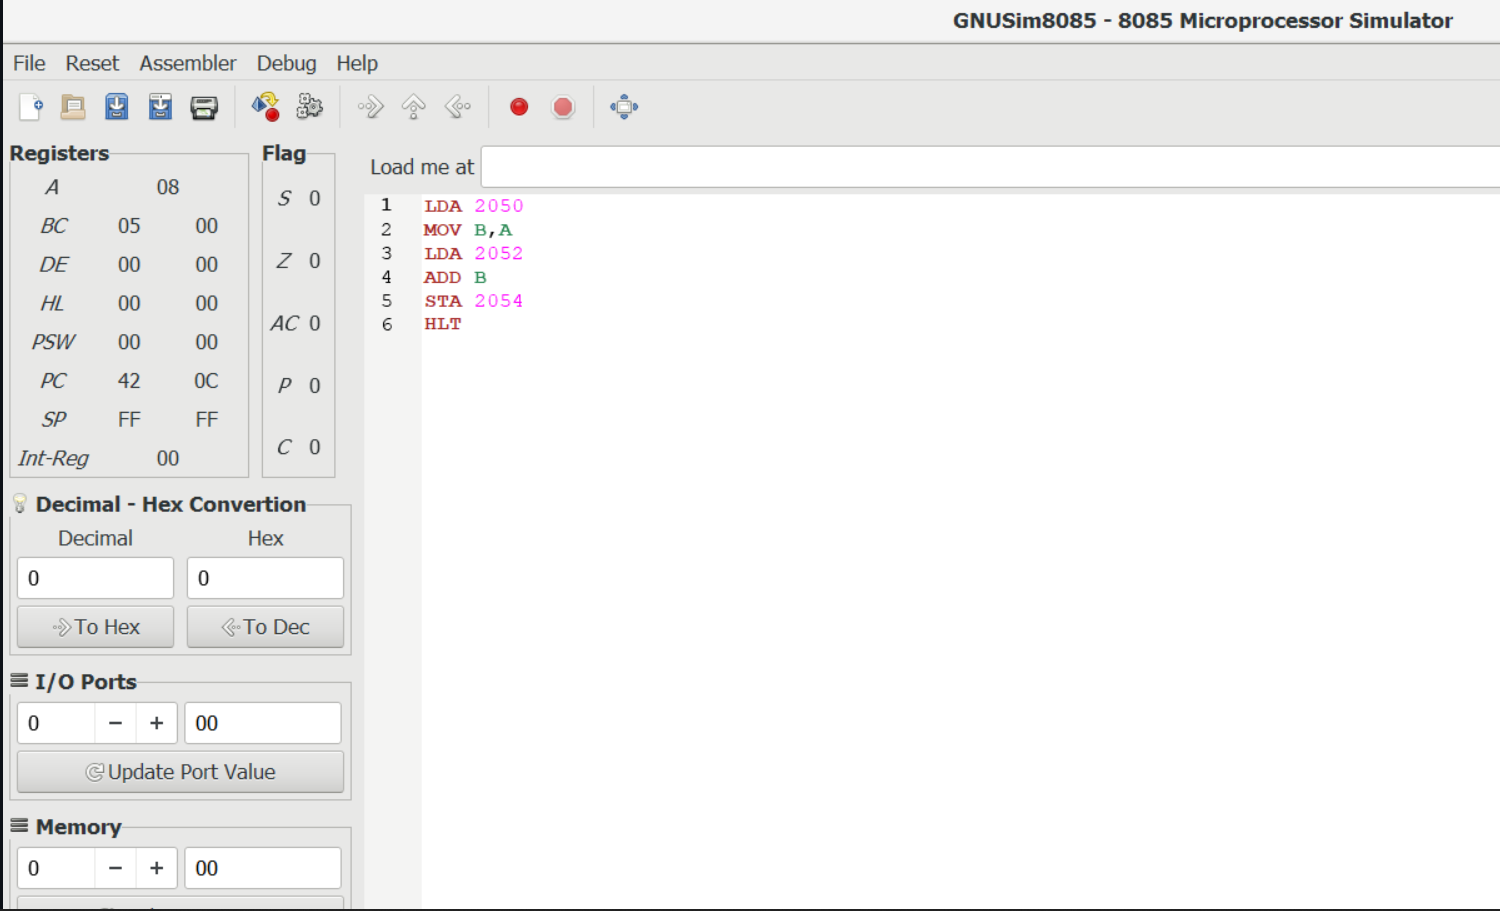 GNUSim8085 - 8085 Microprocessor Simulator
File Reset Assembler Debug Help
Registers
A 08
BC 05 00
DE 00 00
HL 00 00
PSW 00 00
PC 42 0C
SP FF FF
Int-Reg 00
Flag
S 0
Z 0
AC 0
P 0
C 0
Decimal - Hex Convertion
Decimal Hex
0 0
To Hex To Dec
I/O Ports
0 - + 00
Update Port Value
Memory
0 - + 00
Load me at
1 LDA 2050
2 MOV B,A
3 LDA 2052
4 ADD B
5 STA 2054
6 HLT